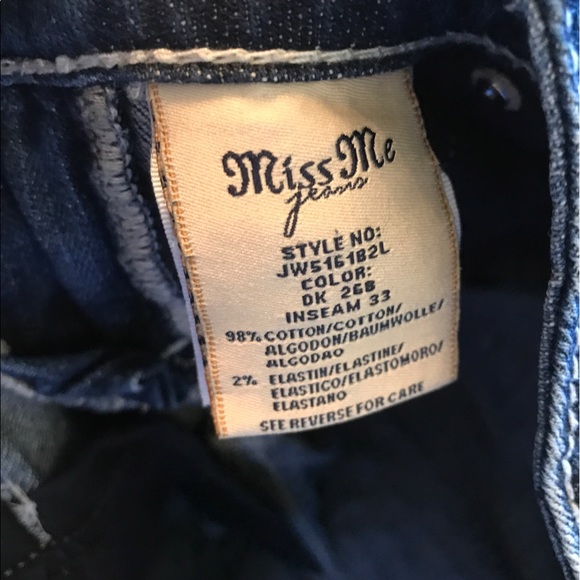 Miss Me
jeans
STYLE NO:
JW5161B2L
COLOR:
DK 268
INSEAM 33
98% COTTON/COTTON/
ALGODON/BAUMWOLLE/
ALGODAO
2% ELASTIN/ELASTINE/
ELASTICO/ELASTOMORO/
ELASTANO
SEE REVERSE FOR CARE